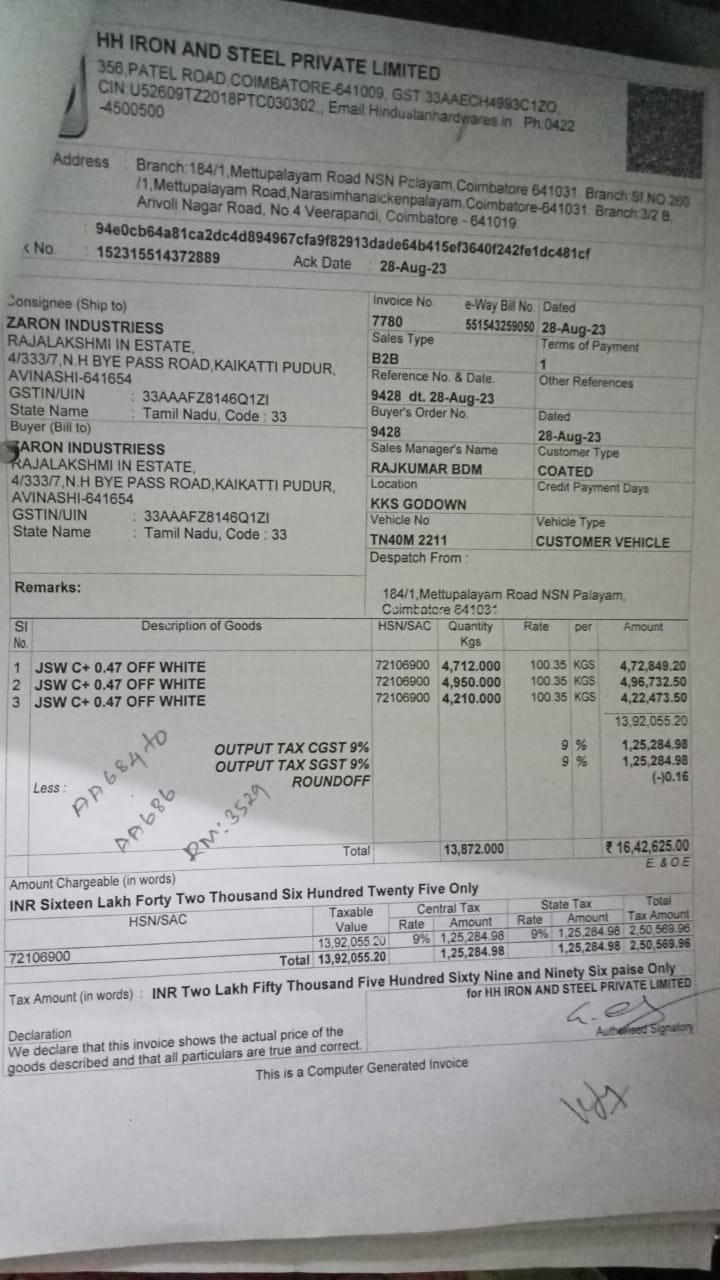 HH IRON AND STEEL PRIVATE LIMITED
356,PATEL ROAD,COIMBATORE-641009, GST 33AAECH4993C1ZO,
CIN:U52609TZ2018PTC030302,, Email:Hindustanhardwares.in Ph:0422
-4500500
Address : Branch:184/1,Mettupalayam Road NSN Palayam,Coimbatore 641031. Branch:Sf.NO.260
/1,Mettupalayam Road,Narasimhanaickenpalayam,Coimbatore-641031. Branch:3/2 B,
Arivoli Nagar Road, No.4 Veerapandi, Coimbatore - 641019
: 94e0cb64a81ca2dc4d894967cfa9f82913dade64b415ef3640f242fe1dc481cf
k No. : 152315514372889 Ack Date : 28-Aug-23
Consignee (Ship to)
ZARON INDUSTRIESS
RAJALAKSHMI IN ESTATE,
4/333/7,N.H BYE PASS ROAD,KAIKATTI PUDUR,
AVINASHI-641654
GSTIN/UIN : 33AAAFZ8146Q1ZI
State Name : Tamil Nadu, Code : 33
Buyer (Bill to)
ZARON INDUSTRIESS
RAJALAKSHMI IN ESTATE,
4/333/7,N.H BYE PASS ROAD,KAIKATTI PUDUR,
AVINASHI-641654
GSTIN/UIN : 33AAAFZ8146Q1ZI
State Name : Tamil Nadu, Code : 33
Invoice No. e-Way Bill No. Dated
7780 551543259050 28-Aug-23
Sales Type Terms of Payment
B2B 1
Reference No. & Date. Other References
9428 dt. 28-Aug-23
Buyer's Order No. Dated
9428 28-Aug-23
Sales Manager's Name Customer Type
RAJKUMAR BDM COATED
Location Credit Payment Days
KKS GODOWN
Vehicle No Vehicle Type
TN40M 2211 CUSTOMER VEHICLE
Despatch From :
184/1,Mettupalayam Road NSN Palayam,
Coimbatore 641031
Remarks:
Sl No. Description of Goods HSN/SAC Quantity Kgs Rate per Amount
1 JSW C+ 0.47 OFF WHITE 72106900 4,712.000 100.35 KGS 4,72,849.20
2 JSW C+ 0.47 OFF WHITE 72106900 4,950.000 100.35 KGS 4,96,732.50
3 JSW C+ 0.47 OFF WHITE 72106900 4,210.000 100.35 KGS 4,22,473.50
13,92,055.20
OUTPUT TAX CGST 9% 9 % 1,25,284.98
OUTPUT TAX SGST 9% 9 % 1,25,284.98
Less : ROUNDOFF (-)0.16
AA684 to
AA686
RM:3529
Total 13,872.000 ₹ 16,42,625.00
E. & O.E
Amount Chargeable (in words)
INR Sixteen Lakh Forty Two Thousand Six Hundred Twenty Five Only
HSN/SAC Taxable Value Central Tax Rate Amount State Tax Rate Amount Total Tax Amount
72106900 13,92,055.20 9% 1,25,284.98 9% 1,25,284.98 2,50,569.96
Total 13,92,055.20 1,25,284.98 1,25,284.98 2,50,569.96
Tax Amount (in words) : INR Two Lakh Fifty Thousand Five Hundred Sixty Nine and Ninety Six paise Only
for HH IRON AND STEEL PRIVATE LIMITED
Authorised Signatory
Declaration
We declare that this invoice shows the actual price of the
goods described and that all particulars are true and correct.
This is a Computer Generated Invoice